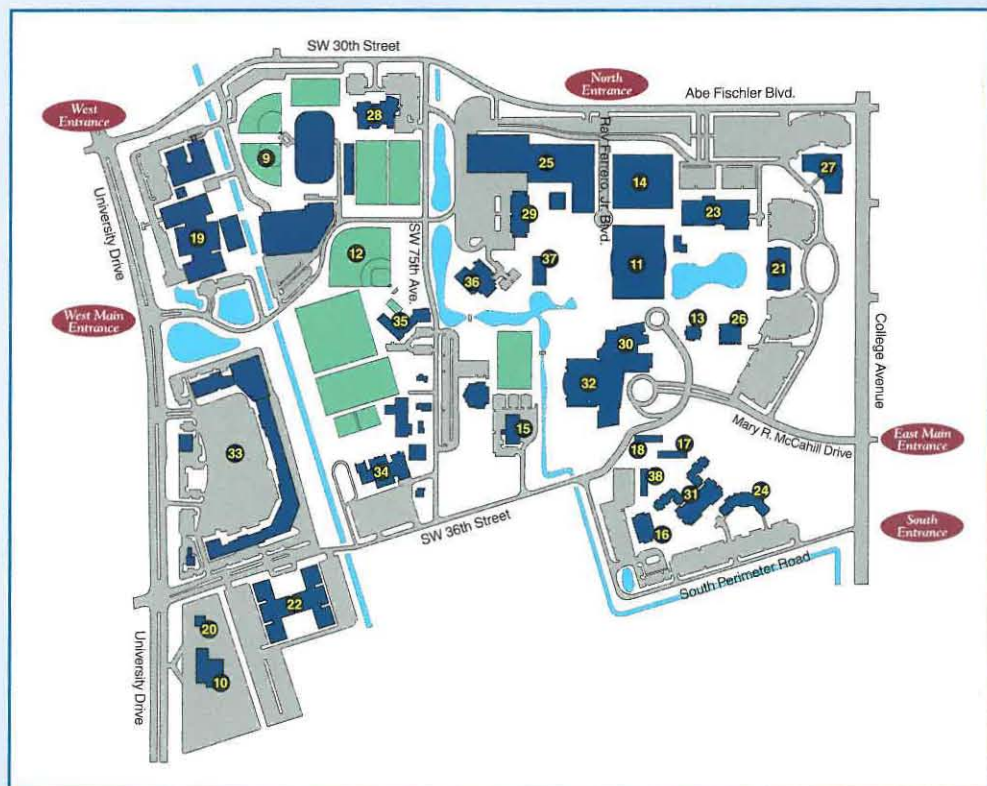 SW 30th Street
North
Entrance
Abe Fischler Blvd.
West
Entrance
28
9
25
Ray Ferrero, Jr. Blvd.
14
27
29
23
University Drive
19
12
SW 75th Ave.
37
11
21
36
West Main
Entrance
35
13
26
30
College Avenue
32
15
Mary R. McCahill Drive
East Main
Entrance
33
18
17
34
38
31
24
16
South
Entrance
SW 36th Street
South Perimeter Road
22
20
University Drive
10